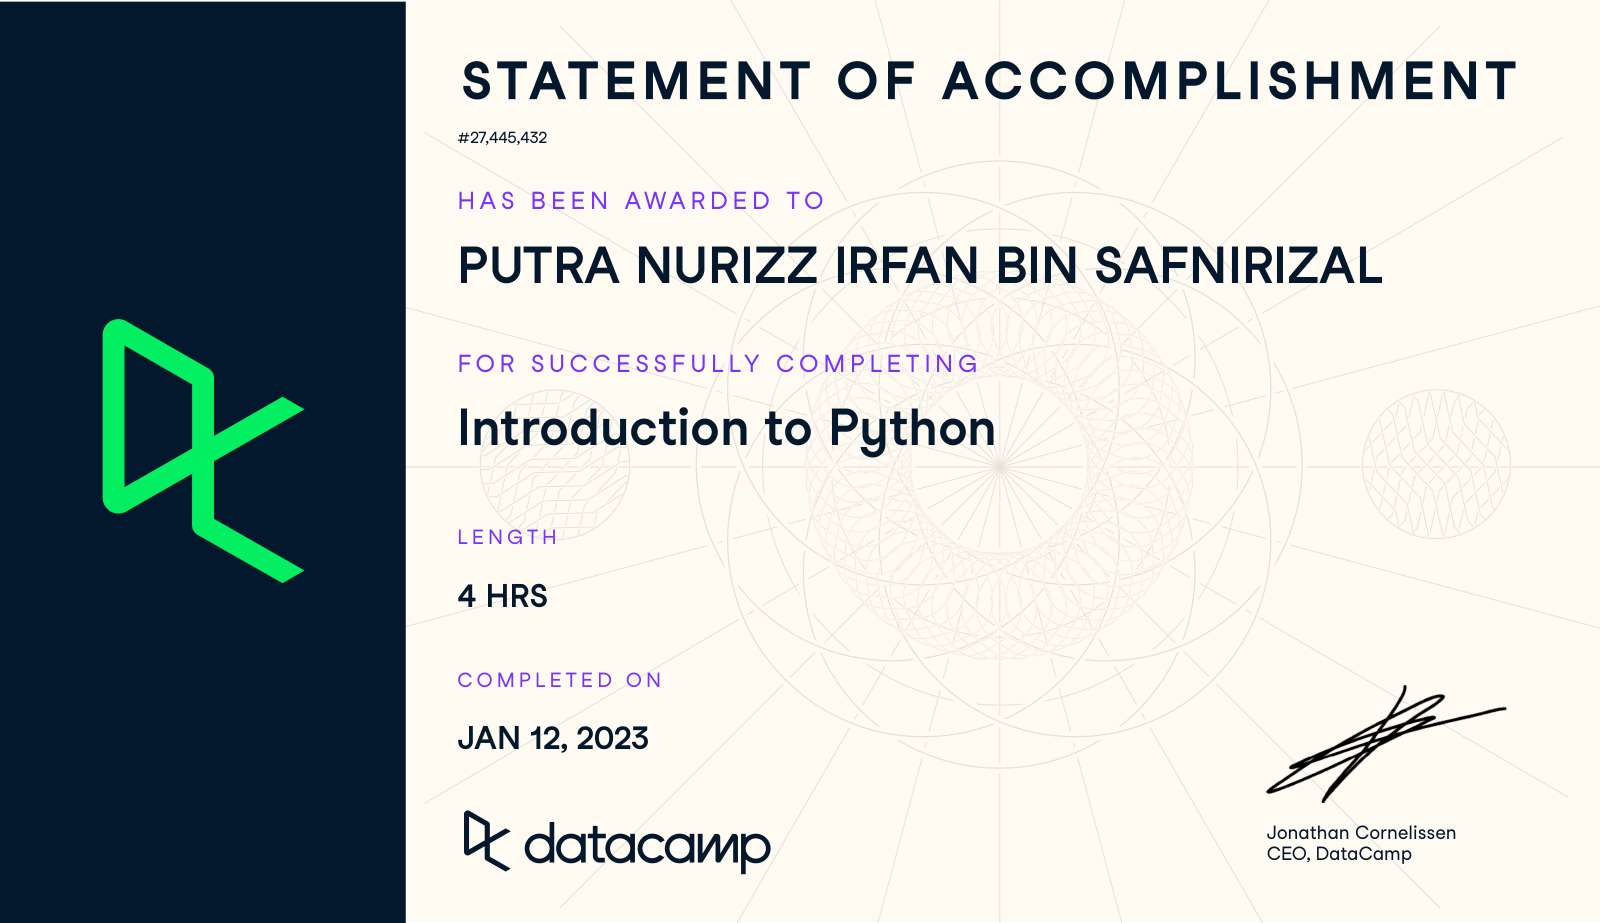 STATEMENT OF ACCOMPLISHMENT
#27,445,432
HAS BEEN AWARDED TO
PUTRA NURIZZ IRFAN BIN SAFNIRIZAL
FOR SUCCESSFULLY COMPLETING
Introduction to Python
LENGTH
4 HRS
COMPLETED ON
JAN 12, 2023
datacamp
Jonathan Cornelissen
CEO, DataCamp